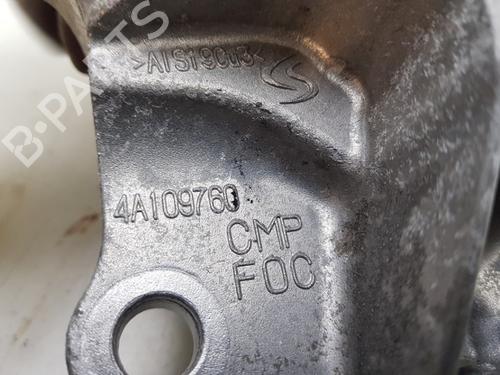 >AlSi9Cu3<
4A109760
CMP
FOC
B-PARTS